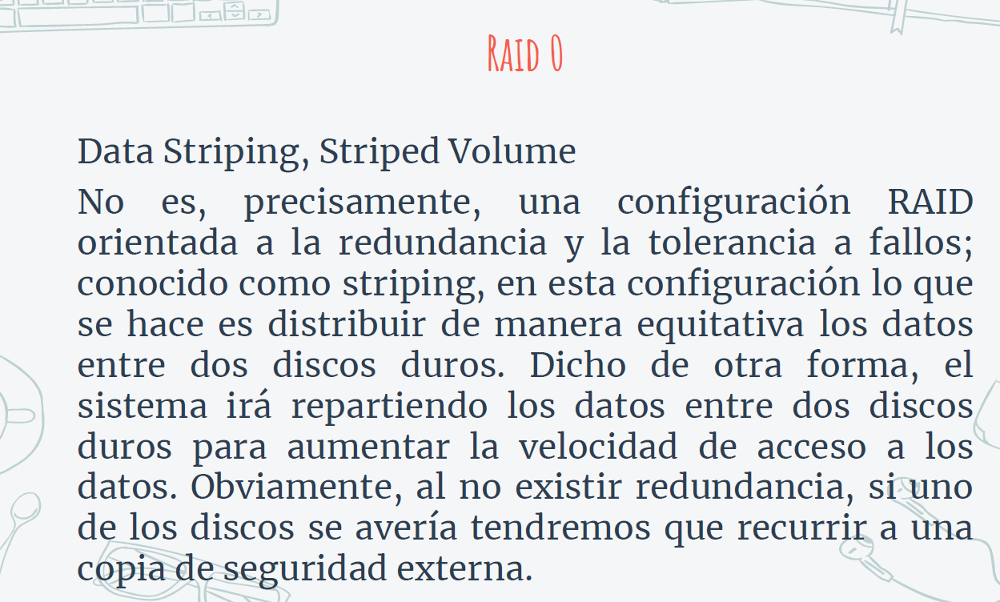 RAID 0
Data Striping, Striped Volume
No es, precisamente, una configuración RAID
orientada a la redundancia y la tolerancia a fallos;
conocido como striping, en esta configuración lo que
se hace es distribuir de manera equitativa los datos
entre dos discos duros. Dicho de otra forma, el
sistema irá repartiendo los datos entre dos discos
duros para aumentar la velocidad de acceso a los
datos. Obviamente, al no existir redundancia, si uno
de los discos se avería tendremos que recurrir a una
copia de seguridad externa.